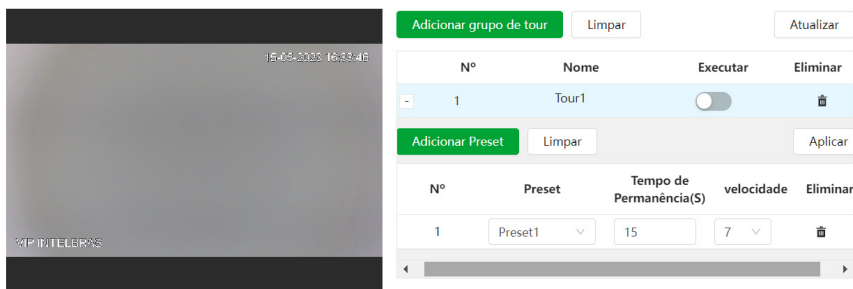 15-05-2023 16:33:46
VIP INTELBRAS
Adicionar grupo de tour Limpar Atualizar
Nº Nome Executar Eliminar
- 1 Tour1
Adicionar Preset Limpar Aplicar
Nº Preset Tempo de Permanência(S) velocidade Eliminar
1 Preset1 15 7